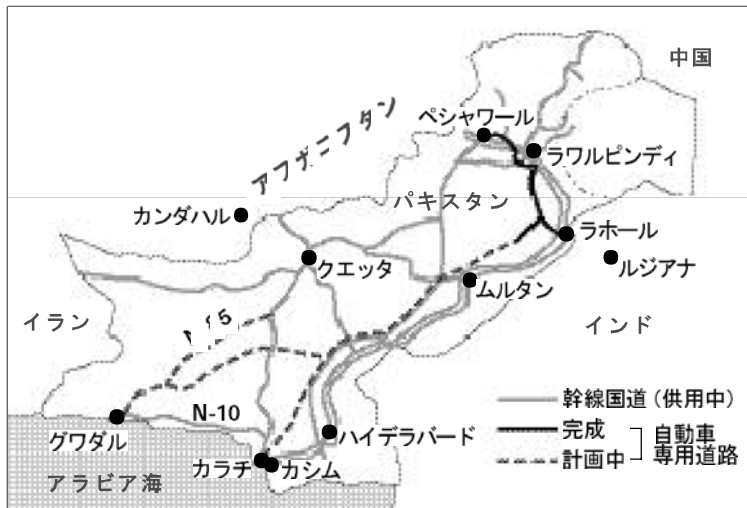 中国
アフガニスタン
ペシャワール
ラワルピンディ
パキスタン
カンダハル
ラホール
クエッタ
ルジアナ
ムルタン
イラン
インド
N-10
幹線国道（供用中）
グワダル
ハイデラバード
完成
自動車
専用道路
カラチ
カシム
計画中
アラビア海